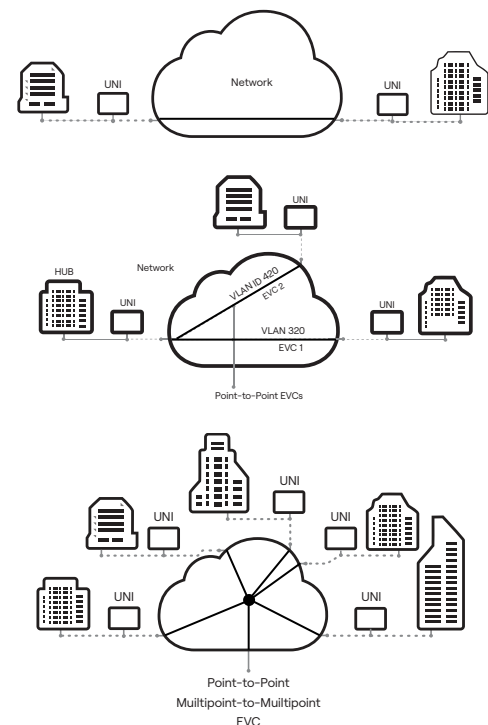 Network
UNI
UNI
UNI
Network
HUB
VLAN ID 420
EVC 2
UNI
UNI
VLAN 320
EVC 1
Point-to-Point EVCs
UNI
UNI
UNI
UNI
UNI
Point-to-Point
Muiltipoint-to-Muiltipoint
EVC